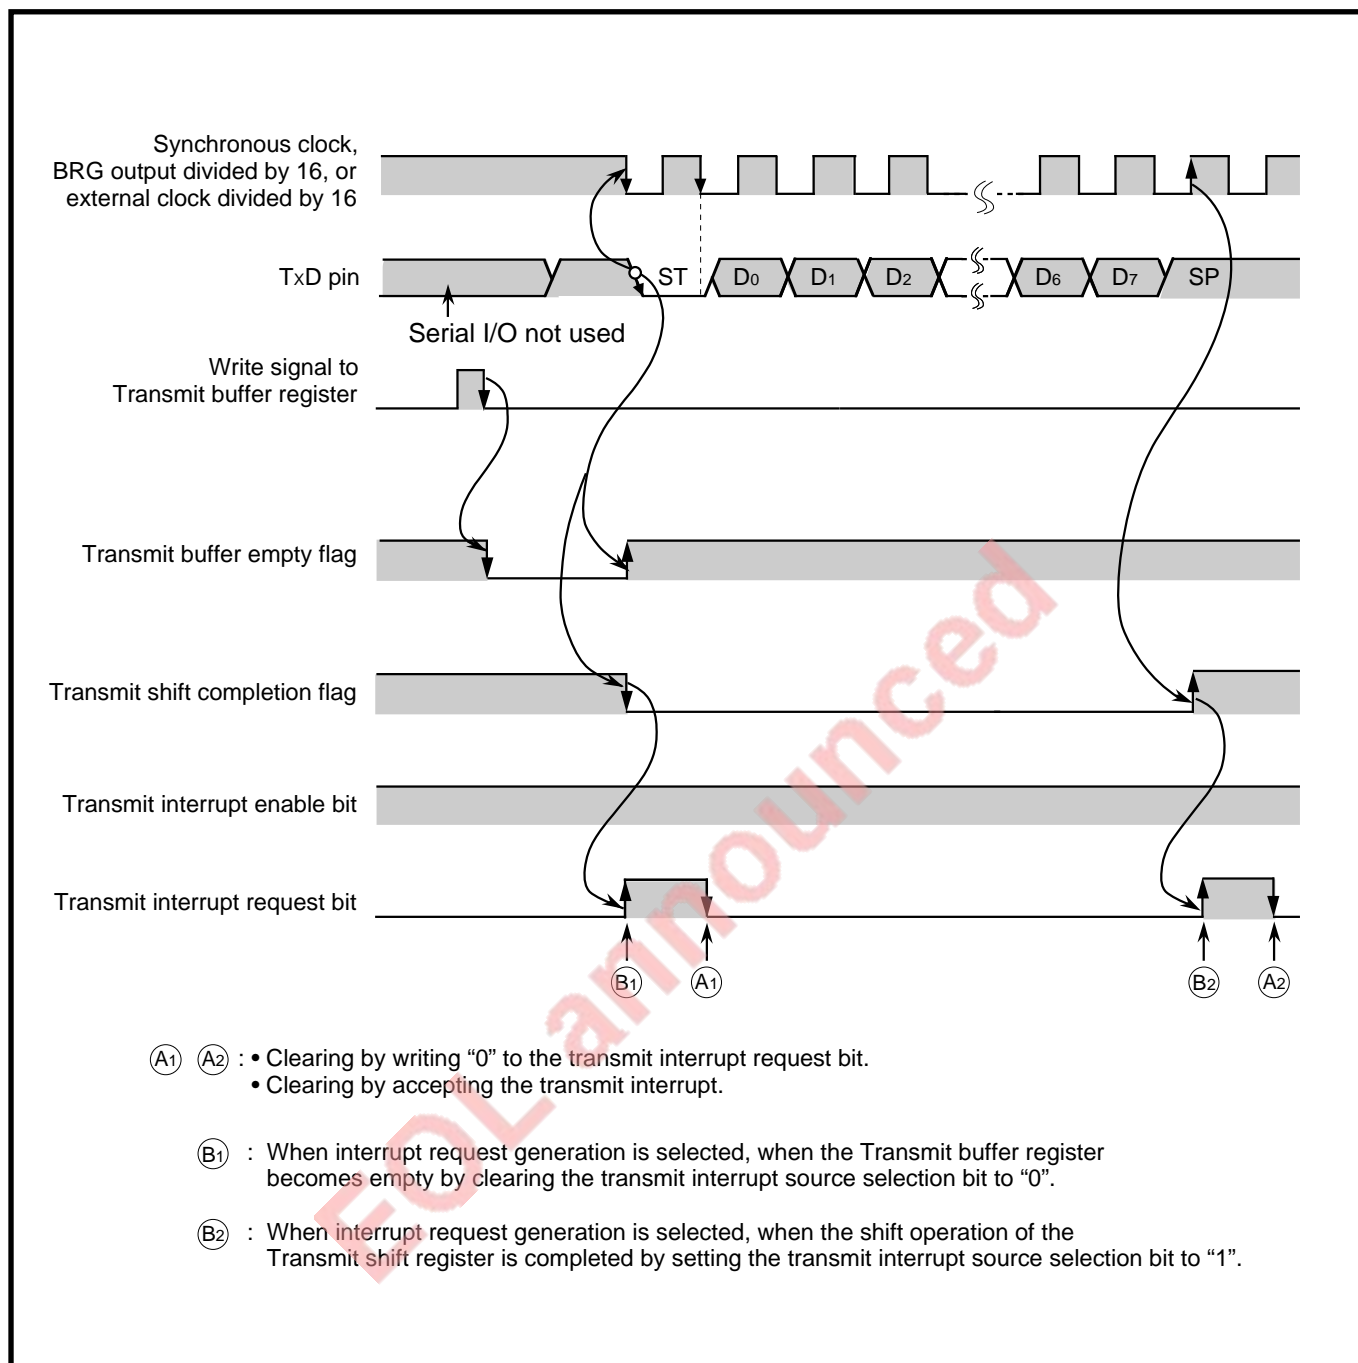 Synchronous clock,
BRG output divided by 16, or
external clock divided by 16
TxD pin
ST
D0
D1
D2
D6
D7
SP
Serial I/O not used
Write signal to
Transmit buffer register
Transmit buffer empty flag
Transmit shift completion flag
Transmit interrupt enable bit
Transmit interrupt request bit
B1
A1
B2
A2
A1 A2 : • Clearing by writing “0” to the transmit interrupt request bit.
• Clearing by accepting the transmit interrupt.
B1 : When interrupt request generation is selected, when the Transmit buffer register
becomes empty by clearing the transmit interrupt source selection bit to “0”.
B2 : When interrupt request generation is selected, when the shift operation of the
Transmit shift register is completed by setting the transmit interrupt source selection bit to “1”.
EOL announced